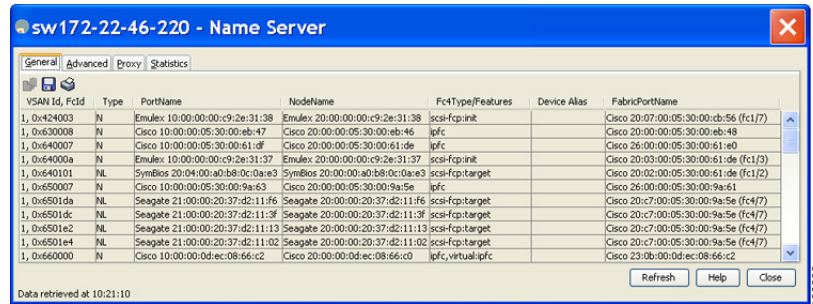 sw172-22-46-220 - Name Server
General Advanced Proxy Statistics
VSAN Id, FcId Type PortName NodeName Fc4Type/Features Device Alias FabricPortName
1, 0x424003 N Emulex 10:00:00:00:c9:2e:31:38 Emulex 20:00:00:00:c9:2e:31:38 scsi-fcp:init Cisco 20:07:00:05:30:00:cb:56 (fc1/7)
1, 0x630008 N Cisco 10:00:00:05:30:00:eb:47 Cisco 20:00:00:05:30:00:eb:46 ipfc Cisco 20:00:00:05:30:00:eb:48
1, 0x640007 N Cisco 10:00:00:05:30:00:61:df Cisco 20:00:00:05:30:00:61:de ipfc Cisco 26:00:00:05:30:00:61:e0
1, 0x64000a N Emulex 10:00:00:00:c9:2e:31:37 Emulex 20:00:00:00:c9:2e:31:37 scsi-fcp:init Cisco 20:03:00:05:30:00:61:de (fc1/3)
1, 0x640101 NL SymBios 20:04:00:a0:b8:0c:0a:e3 SymBios 20:00:00:a0:b8:0c:0a:e3 scsi-fcp:target Cisco 20:02:00:05:30:00:61:de (fc1/2)
1, 0x650007 N Cisco 10:00:00:05:30:00:9a:63 Cisco 20:00:00:05:30:00:9a:5e ipfc Cisco 26:00:00:05:30:00:9a:61
1, 0x6501da NL Seagate 21:00:00:20:37:d2:11:f6 Seagate 20:00:00:20:37:d2:11:f6 scsi-fcp:target Cisco 20:c7:00:05:30:00:9a:5e (fc4/7)
1, 0x6501dc NL Seagate 21:00:00:20:37:d2:11:3f Seagate 20:00:00:20:37:d2:11:3f scsi-fcp:target Cisco 20:c7:00:05:30:00:9a:5e (fc4/7)
1, 0x6501e2 NL Seagate 21:00:00:20:37:d2:11:13 Seagate 20:00:00:20:37:d2:11:13 scsi-fcp:target Cisco 20:c7:00:05:30:00:9a:5e (fc4/7)
1, 0x6501e4 NL Seagate 21:00:00:20:37:d2:11:02 Seagate 20:00:00:20:37:d2:11:02 scsi-fcp:target Cisco 20:c7:00:05:30:00:9a:5e (fc4/7)
1, 0x660000 N Cisco 10:00:00:0d:ec:08:66:c2 Cisco 20:00:00:0d:ec:08:66:c0 ipfc,virtual:ipfc Cisco 23:0b:00:0d:ec:08:66:c2
Refresh Help Close
Data retrieved at 10:21:10